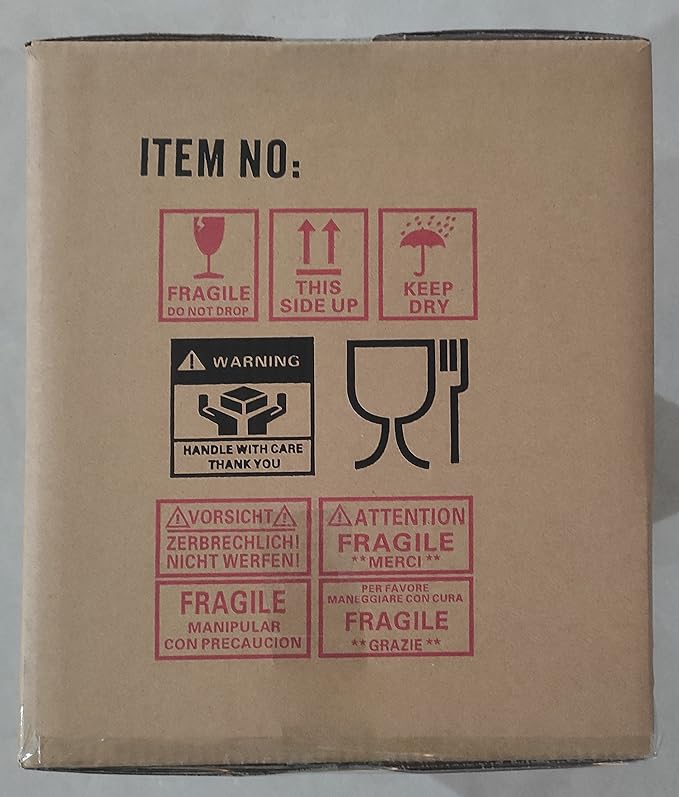 ITEM NO:
FRAGILE
DO NOT DROP
THIS
SIDE UP
KEEP
DRY
WARNING
HANDLE WITH CARE
THANK YOU
VORSICHT
ZERBRECHLICH!
NICHT WERFEN!
ATTENTION
FRAGILE
**MERCI**
FRAGILE
MANIPULAR
CON PRECAUCION
PER FAVORE
MANEGGIARE CON CURA
FRAGILE
**GRAZIE**